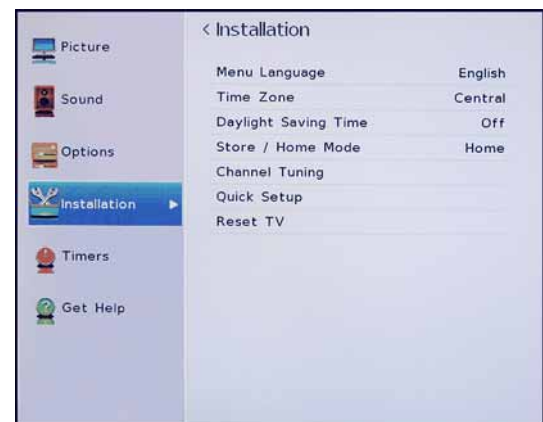 Picture
Sound
Options
Installation
Timers
Get Help
< Installation
Menu Language English
Time Zone Central
Daylight Saving Time Off
Store / Home Mode Home
Channel Tuning
Quick Setup
Reset TV